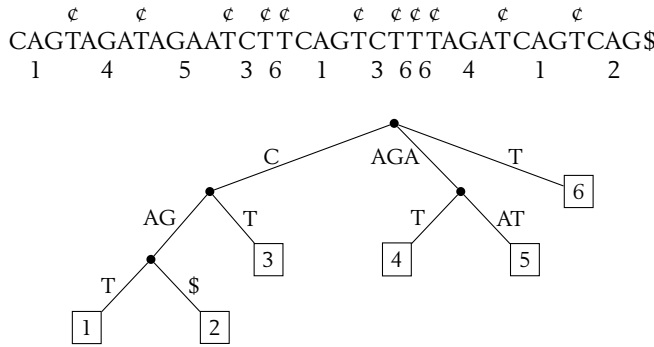 ¢ ¢ ¢ ¢ ¢ ¢ ¢ ¢ ¢ ¢ ¢
CAGTAGATAGAATCTTCAGTCTTTAGATCAGTCAG$
1 4 5 3 6 1 3 6 6 4 1 2
C AGA T
6
AG T T AT
3 4 5
T $
1 2